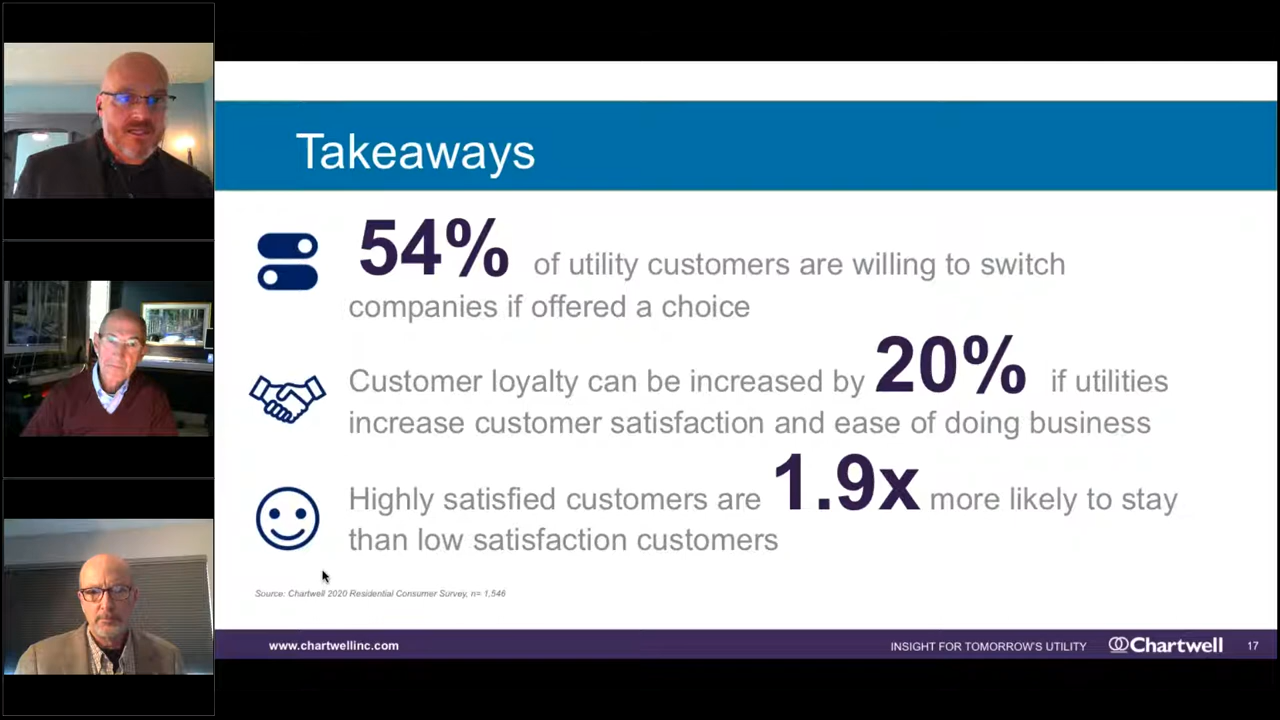 Takeaways
54% of utility customers are willing to switch
companies if offered a choice
Customer loyalty can be increased by 20% if utilities
increase customer satisfaction and ease of doing business
Highly satisfied customers are 1.9x more likely to stay
than low satisfaction customers
Source: Chartwell 2020 Residential Consumer Survey, n= 1,546
www.chartwellinc.com INSIGHT FOR TOMORROW'S UTILITY Chartwell 17